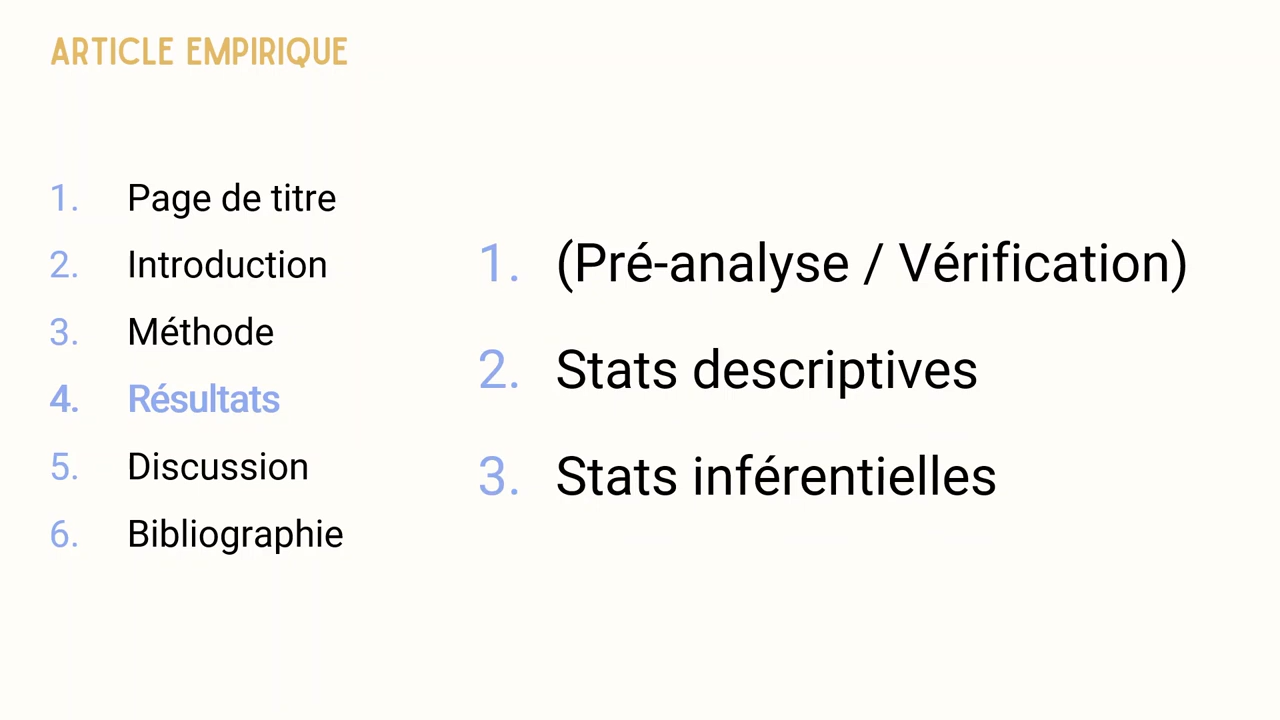 ARTICLE EMPIRIQUE
1. Page de titre
2. Introduction
3. Méthode
4. Résultats
5. Discussion
6. Bibliographie
1. (Pré-analyse / Vérification)
2. Stats descriptives
3. Stats inférentielles